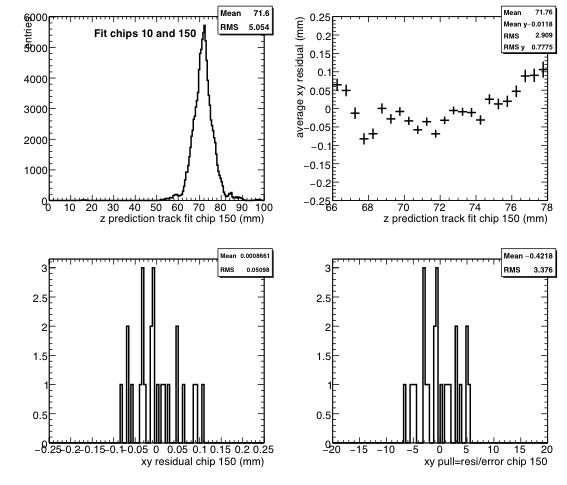 Mean 71.6
RMS 5.054
Fit chips 10 and 150
entries
6000
5000
4000
3000
2000
1000
0
0 10 20 30 40 50 60 70 80 90 100
z prediction track fit chip 150 (mm)
Mean 71.76
Mean y -0.0118
RMS 2.909
RMS y 0.7775
average xy residual (mm)
0.25
0.2
0.15
0.1
0.05
0
-0.05
-0.1
-0.15
-0.2
-0.25
66 68 70 72 74 76 78
z prediction track fit chip 150 (mm)
Mean 0.0008661
RMS 0.05098
3
2.5
2
1.5
1
0.5
0
-0.25 -0.2 -0.15 -0.1 -0.05 0 0.05 0.1 0.15 0.2 0.25
xy residual chip 150 (mm)
Mean -0.4218
RMS 3.376
3
2.5
2
1.5
1
0.5
0
-20 -15 -10 -5 0 5 10 15 20
xy pull=resi/error chip 150